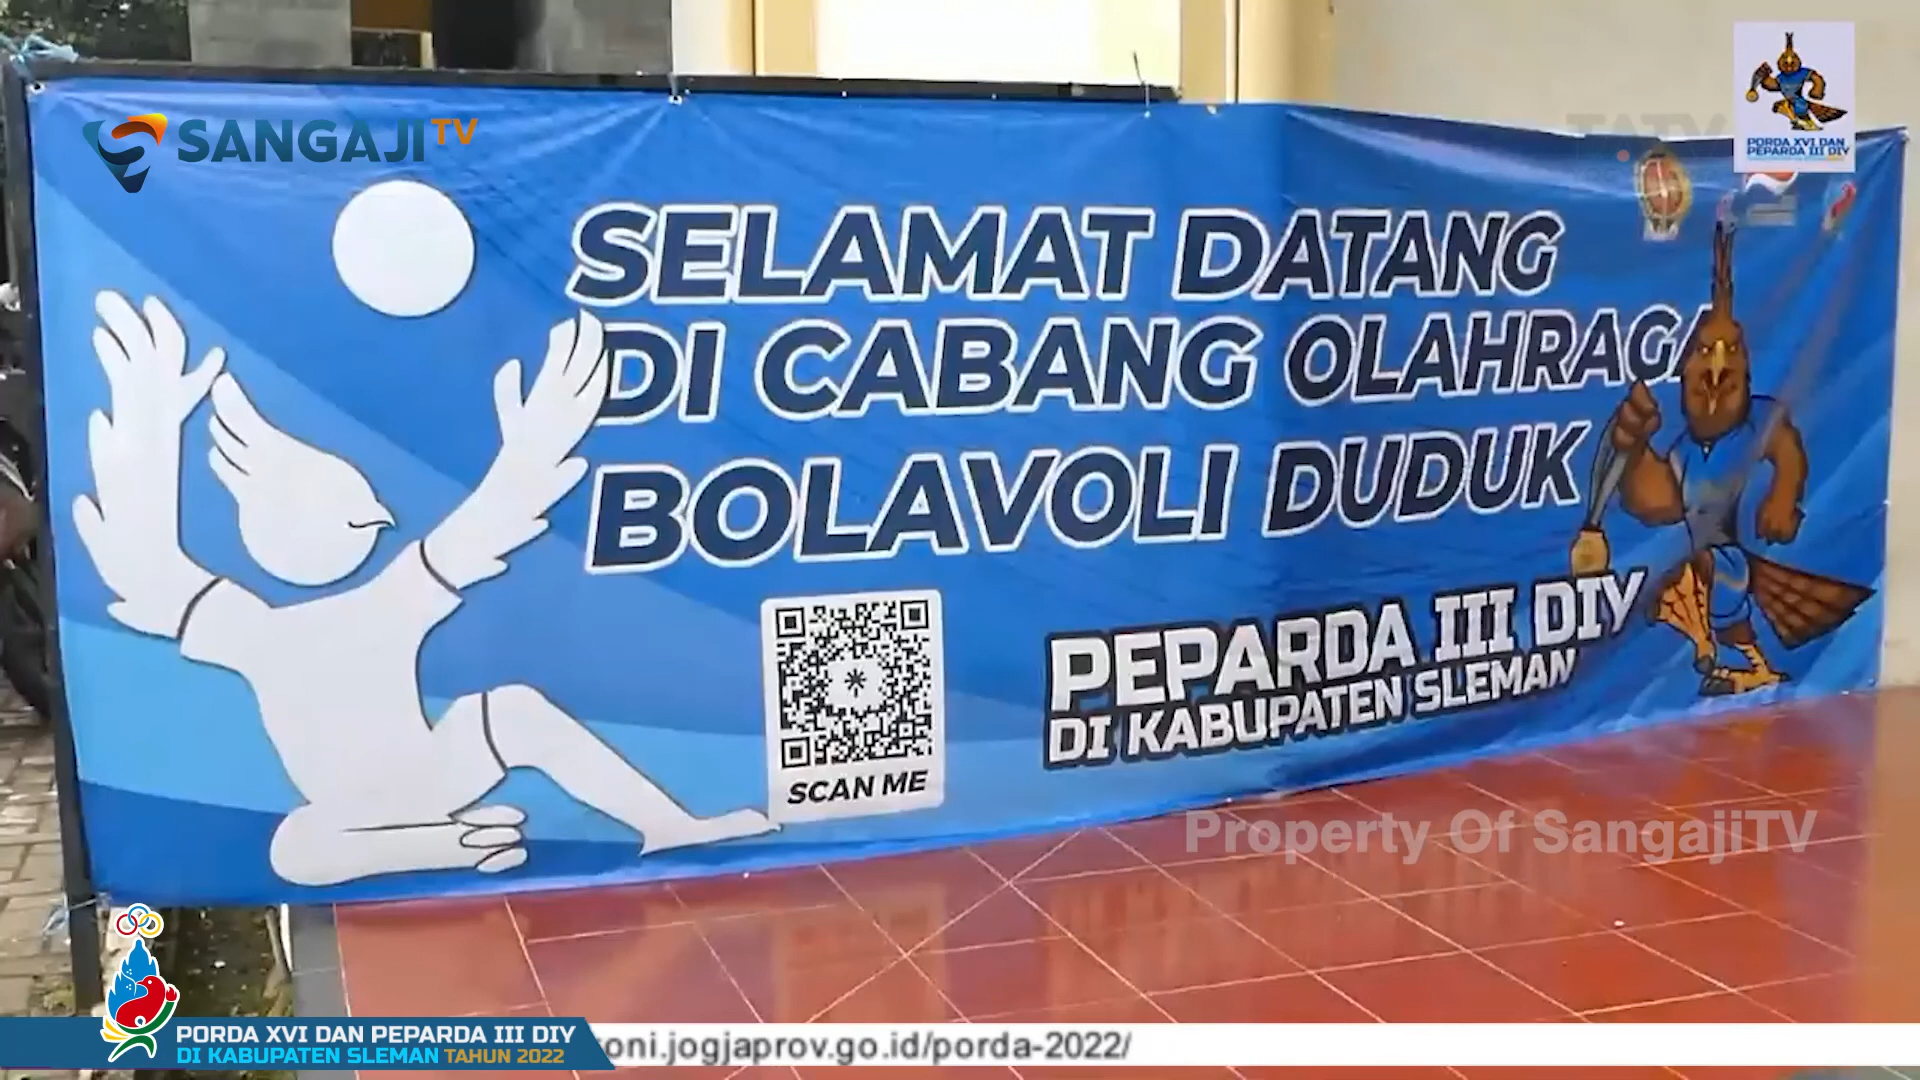 SANGAJI TV
PORDA XVI DAN
PEPARDA III DIY
SELAMAT DATANG
DI CABANG OLAHRAGA
BOLAVOLI DUDUK
SCAN ME
PEPARDA III DIY
DI KABUPATEN SLEMAN
Property Of SangajiTV
PORDA XVI DAN PEPARDA III DIY
DI KABUPATEN SLEMAN TAHUN 2022
oni.jogjaprov.go.id/porda-2022/